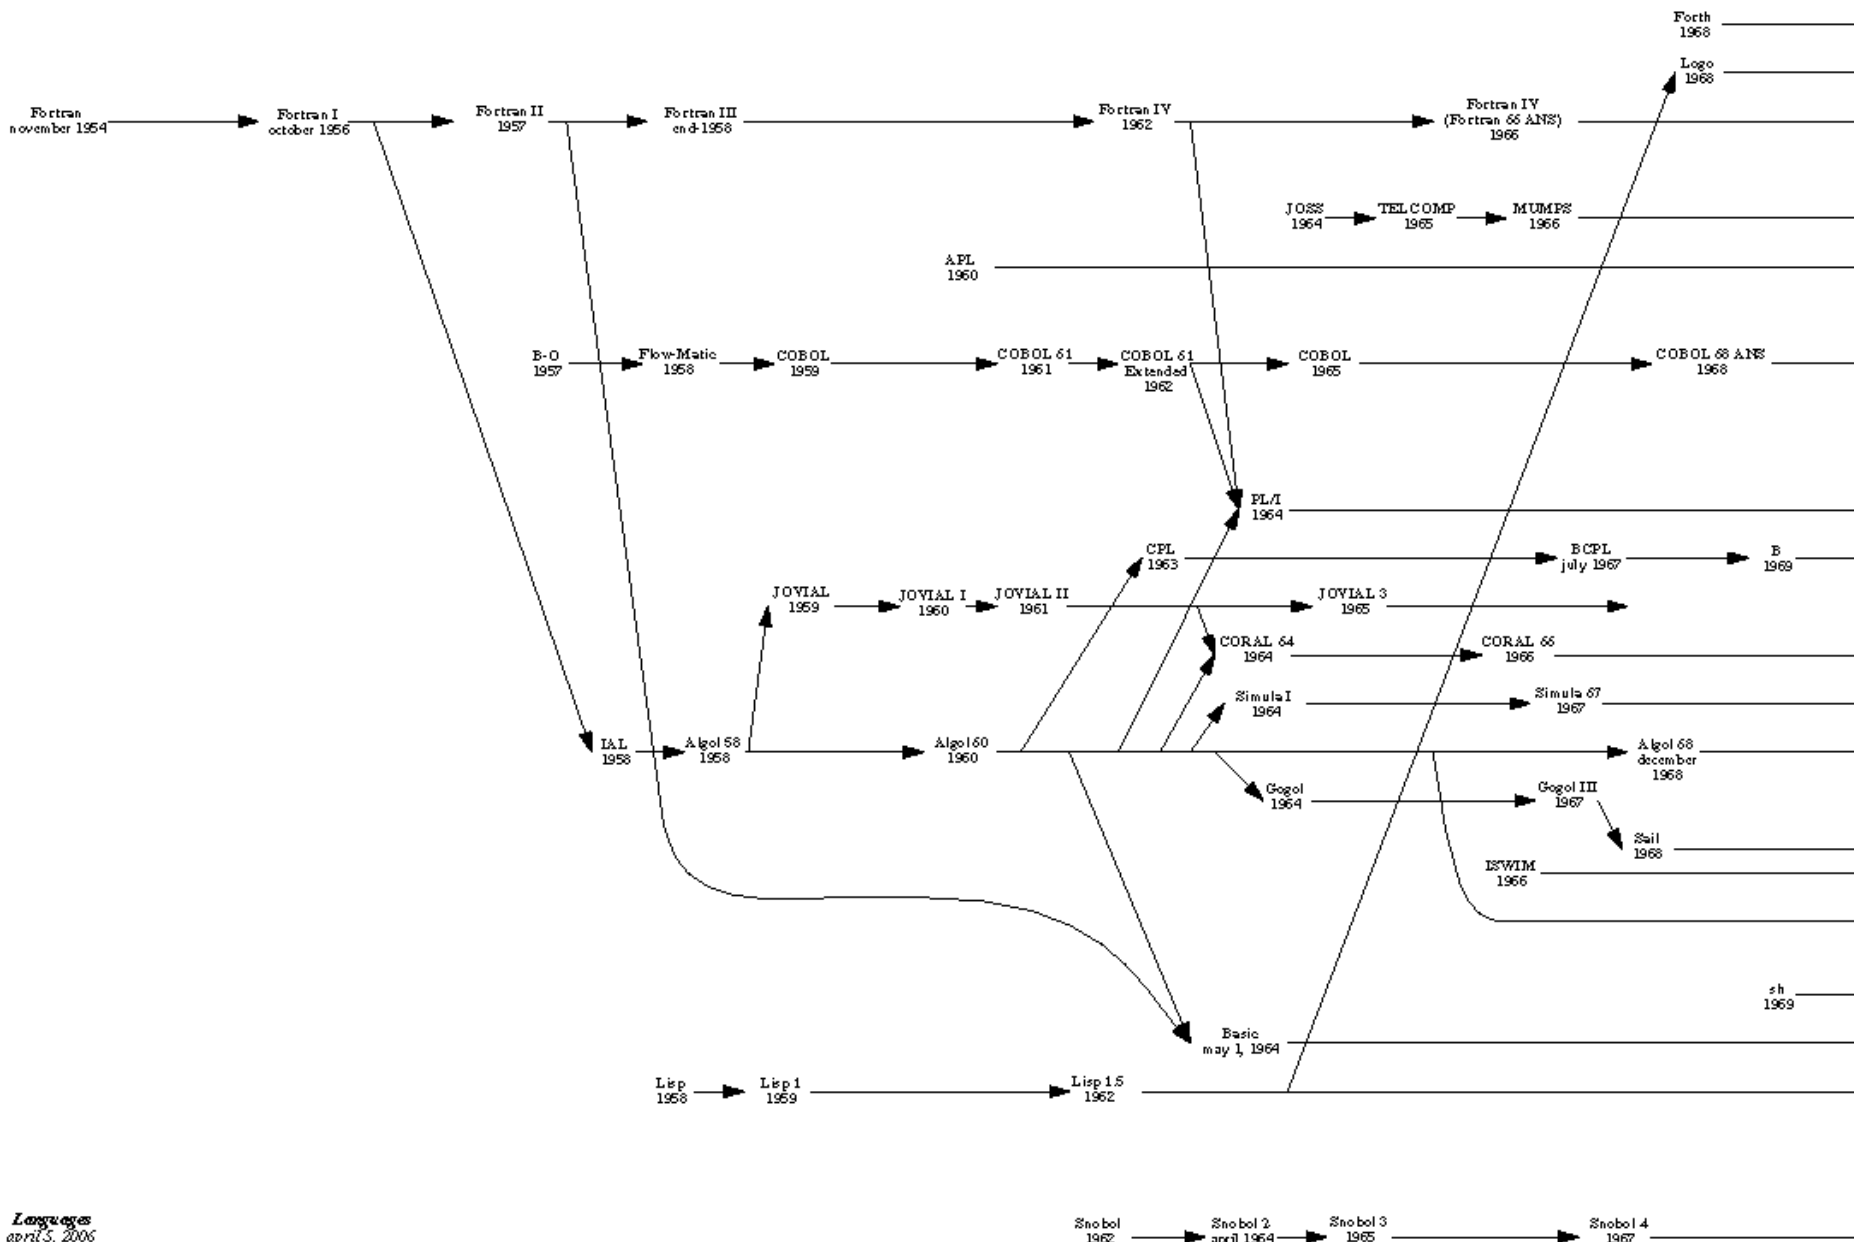 Forth
1968
Logo
1968
Fortran
november 1954
Fortran I
october 1956
Fortran II
1957
Fortran III
end-1958
Fortran IV
1962
Fortran IV
(Fortran 66 ANS)
1966
JOSS
1964
TELCOMP
1965
MUMPS
1966
APL
1960
B-O
1957
Flow-Matic
1958
COBOL
1959
COBOL 61
1961
COBOL 61
Extended
1962
COBOL
1965
COBOL 68 ANS
1968
PL/I
1964
CPL
1963
BCPL
july 1967
B
1969
JOVIAL
1959
JOVIAL I
1960
JOVIAL II
1961
JOVIAL 3
1965
CORAL 64
1964
CORAL 66
1966
Simula I
1964
Simula 67
1967
IAL
1958
Algol 58
1958
Algol 60
1960
Algol 68
december
1968
Gogol
1964
Gogol III
1967
Sail
1968
ISWIM
1966
sh
1969
Basic
may 1, 1964
Lisp
1958
Lisp 1
1959
Lisp 1.5
1962
Languages
april 5, 2006
Snobol
1962
Snobol 2
april 1964
Snobol 3
1965
Snobol 4
1967